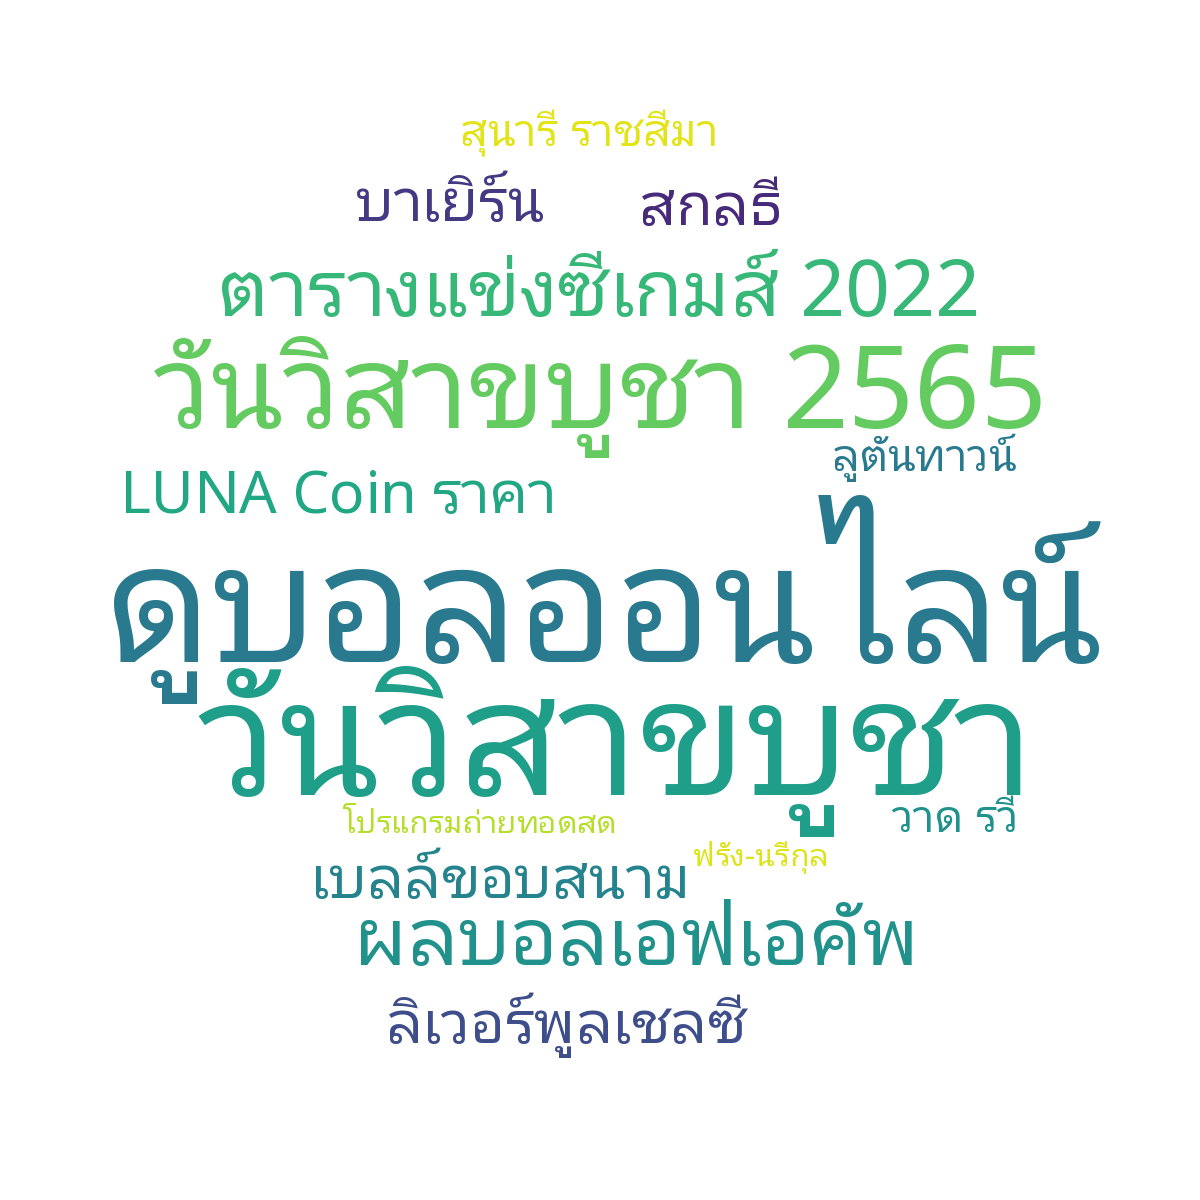 สุนารี ราชสีมา
บาเยิร์น
สกลธี
ตารางแข่งซีเกมส์ 2022
วันวิสาขบูชา 2565
ลูตันทาวน์
LUNA Coin ราคา
ดูบอลออนไลน์
วันวิสาขบูชา
โปรแกรมถ่ายทอดสด
วาด รวี
ฟรัง-นรีกุล
เบลล์ขอบสนาม
ผลบอลเอฟเอคัพ
ลิเวอร์พูลเชลซี